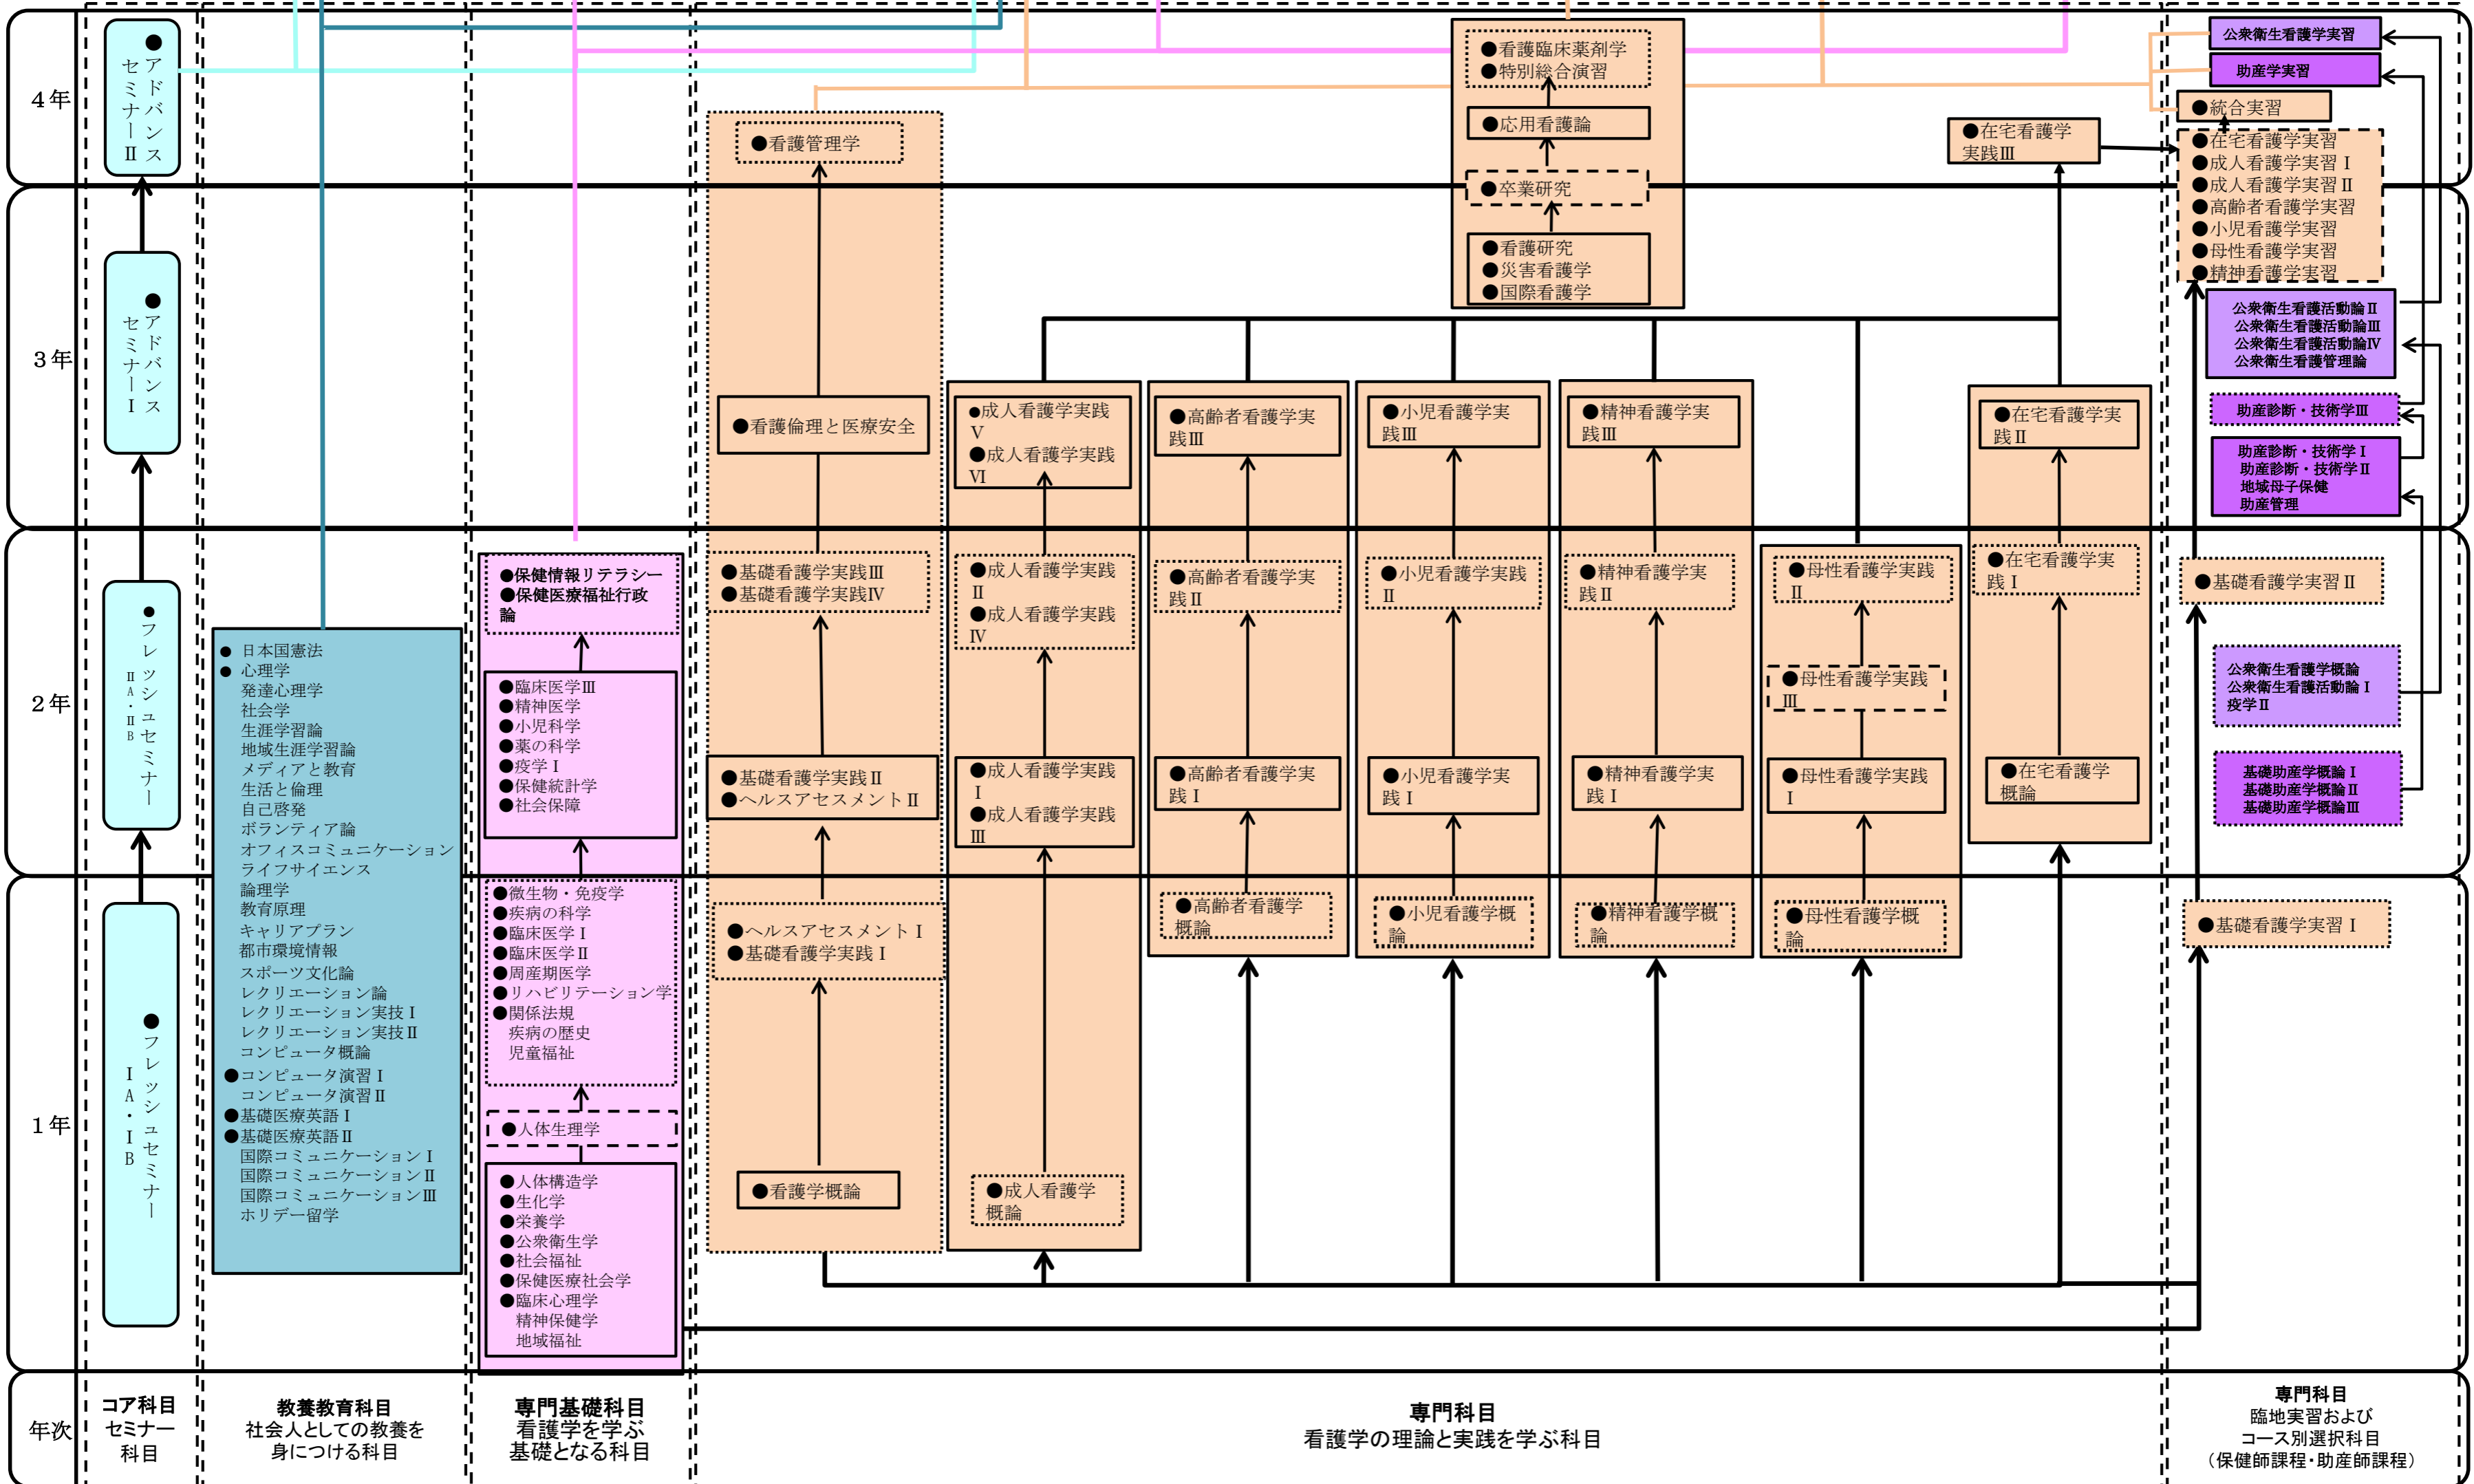 4年
●アドバンスセミナーⅡ
●看護管理学
●看護臨床薬剤学
●特別総合演習
●応用看護論
●卒業研究
●在宅看護学
実践Ⅲ
公衆衛生看護学実習
助産学実習
●統合実習
●在宅看護学実習
●成人看護学実習Ⅰ
●成人看護学実習Ⅱ
●高齢者看護学実習
●小児看護学実習
●母性看護学実習
●精神看護学実習
3年
●アドバンスセミナーⅠ
●看護研究
●災害看護学
●国際看護学
●看護倫理と医療安全
●成人看護学実践
Ⅴ
●成人看護学実践
Ⅵ
●高齢者看護学実
践Ⅲ
●小児看護学実
践Ⅲ
●精神看護学実
践Ⅲ
●在宅看護学実
践Ⅱ
公衆衛生看護活動論Ⅱ
公衆衛生看護活動論Ⅲ
公衆衛生看護活動論Ⅳ
公衆衛生看護管理論
助産診断・技術学Ⅲ
助産診断・技術学Ⅰ
助産診断・技術学Ⅱ
地域母子保健
助産管理
2年
●フレッシュセミナー
ⅡA・ⅡB
●保健情報リテラシー
●保健医療福祉行政
論
●臨床医学Ⅲ
●精神医学
●小児科学
●薬の科学
●疫学Ⅰ
●保健統計学
●社会保障
●基礎看護学実践Ⅲ
●基礎看護学実践Ⅳ
●基礎看護学実践Ⅱ
●ヘルスアセスメントⅡ
●成人看護学実践
Ⅱ
●成人看護学実践
Ⅳ
●成人看護学実践
Ⅰ
●成人看護学実践
Ⅲ
●高齢者看護学実
践Ⅱ
●高齢者看護学実
践Ⅰ
●小児看護学実践
Ⅱ
●小児看護学実
践Ⅰ
●精神看護学実
践Ⅱ
●精神看護学実
践Ⅰ
●母性看護学実践
Ⅱ
●母性看護学実践
Ⅲ
●母性看護学実践
Ⅰ
●在宅看護学実
践Ⅰ
●在宅看護学
概論
●基礎看護学実習Ⅱ
公衆衛生看護学概論
公衆衛生看護活動論Ⅰ
疫学Ⅱ
基礎助産学概論Ⅰ
基礎助産学概論Ⅱ
基礎助産学概論Ⅲ
● 日本国憲法
● 心理学
発達心理学
社会学
生涯学習論
地域生涯学習論
メディアと教育
生活と倫理
自己啓発
ボランティア論
オフィスコミュニケーション
ライフサイエンス
論理学
教育原理
キャリアプラン
都市環境情報
スポーツ文化論
レクリエーション論
レクリエーション実技Ⅰ
レクリエーション実技Ⅱ
コンピュータ概論
●コンピュータ演習Ⅰ
コンピュータ演習Ⅱ
●基礎医療英語Ⅰ
●基礎医療英語Ⅱ
国際コミュニケーションⅠ
国際コミュニケーションⅡ
国際コミュニケーションⅢ
ホリデー留学
1年
●フレッシュセミナー
ⅠA・ⅠB
●微生物・免疫学
●疾病の科学
●臨床医学Ⅰ
●臨床医学Ⅱ
●周産期医学
●リハビリテーション学
●関係法規
疾病の歴史
児童福祉
●人体生理学
●人体構造学
●生化学
●栄養学
●公衆衛生学
●社会福祉
●保健医療社会学
●臨床心理学
精神保健学
地域福祉
●ヘルスアセスメントⅠ
●基礎看護学実践Ⅰ
●看護学概論
●成人看護学
概論
●高齢者看護学
概論
●小児看護学概
論
●精神看護学概
論
●母性看護学概
論
●基礎看護学実習Ⅰ
年次
コア科目
セミナー
科目
教養教育科目
社会人としての教養を
身につける科目
専門基礎科目
看護学を学ぶ
基礎となる科目
専門科目
看護学の理論と実践を学ぶ科目
専門科目
臨地実習および
コース別選択科目
（保健師課程・助産師課程）